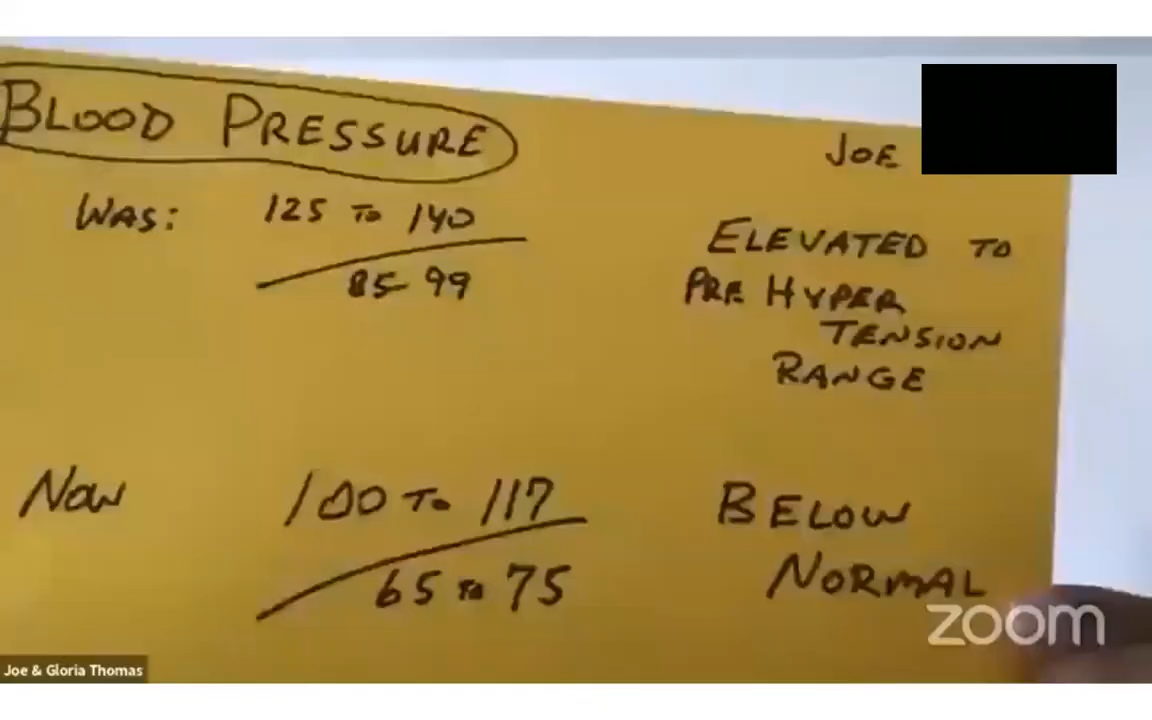 BLOOD PRESSURE
JOE
WAS:
125 TO 140
85-99
ELEVATED TO
PRE HYPER
TENSION
RANGE
NOW
100 TO 117
65 TO 75
BELOW
NORMAL
zoom
Joe & Gloria Thomas